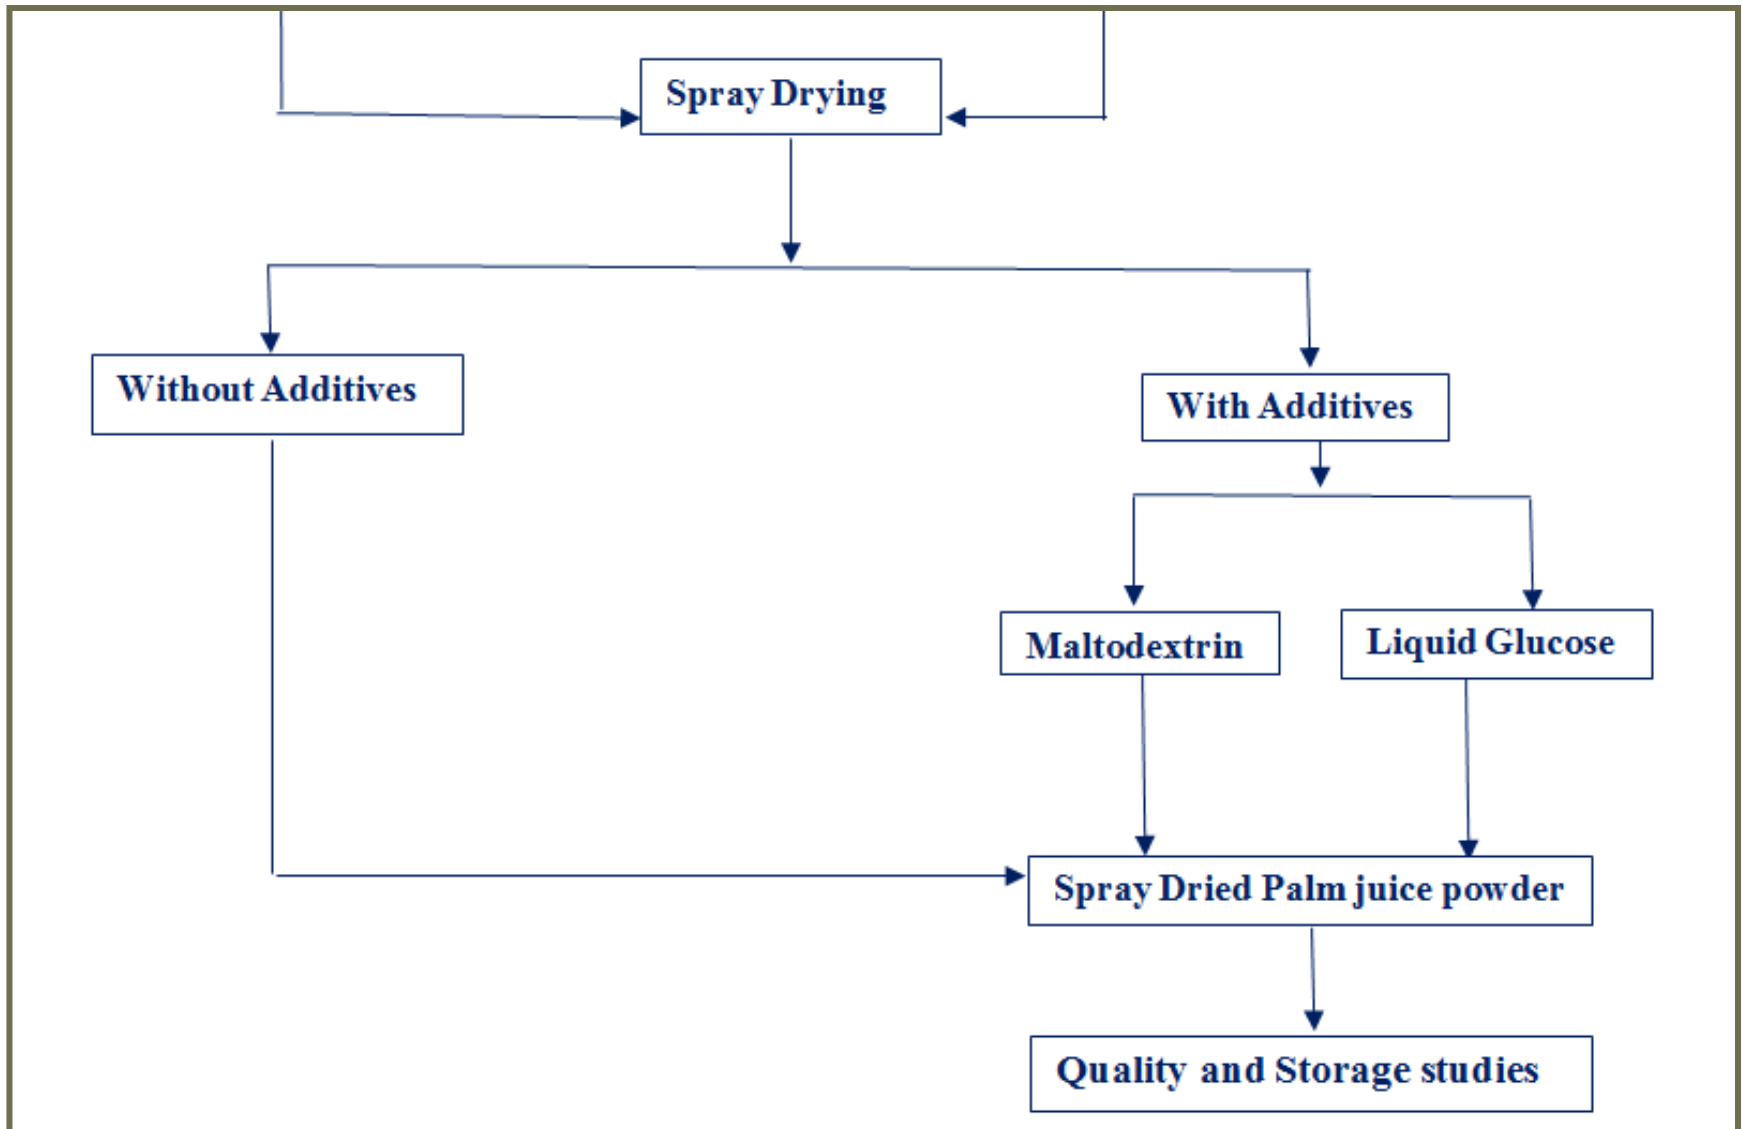 Spray Drying
Without Additives
With Additives
Maltodextrin
Liquid Glucose
Spray Dried Palm juice powder
Quality and Storage studies